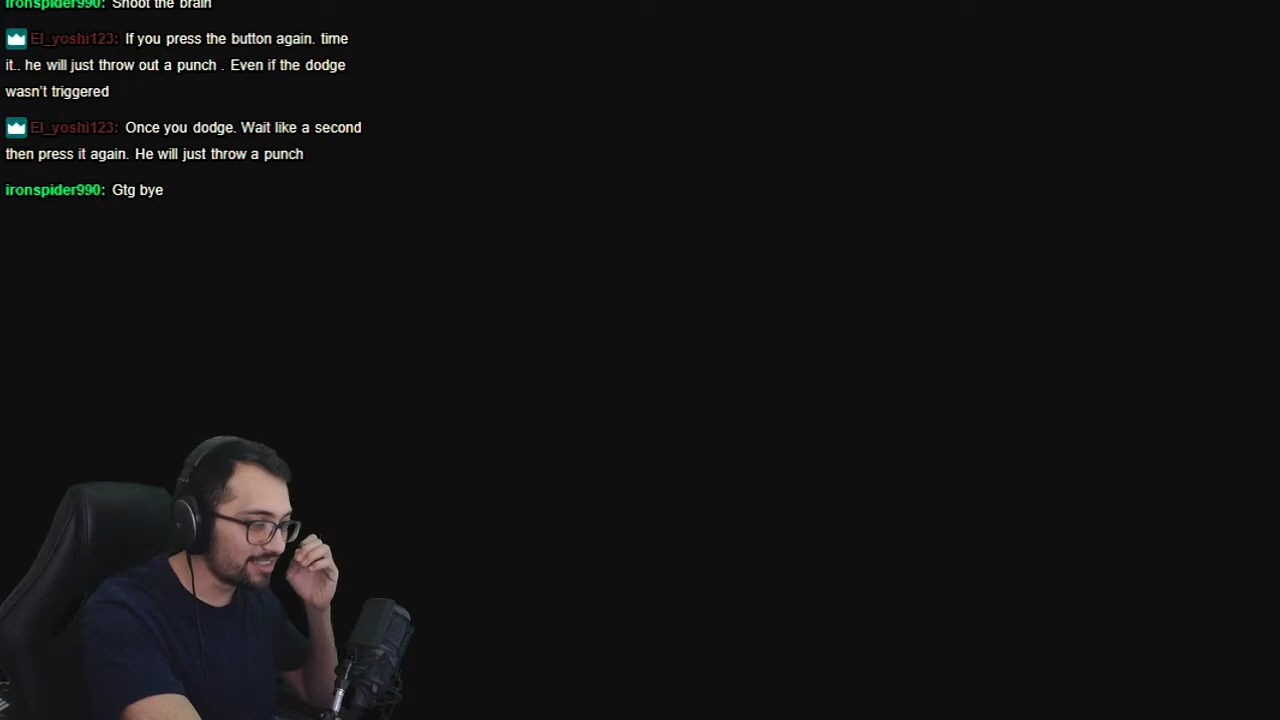 ironspider990: Shoot the brain
El_yoshi123: If you press the button again. time
it.. he will just throw out a punch . Even if the dodge
wasn't triggered
El_yoshi123: Once you dodge. Wait like a second
then press it again. He will just throw a punch
ironspider990: Gtg bye